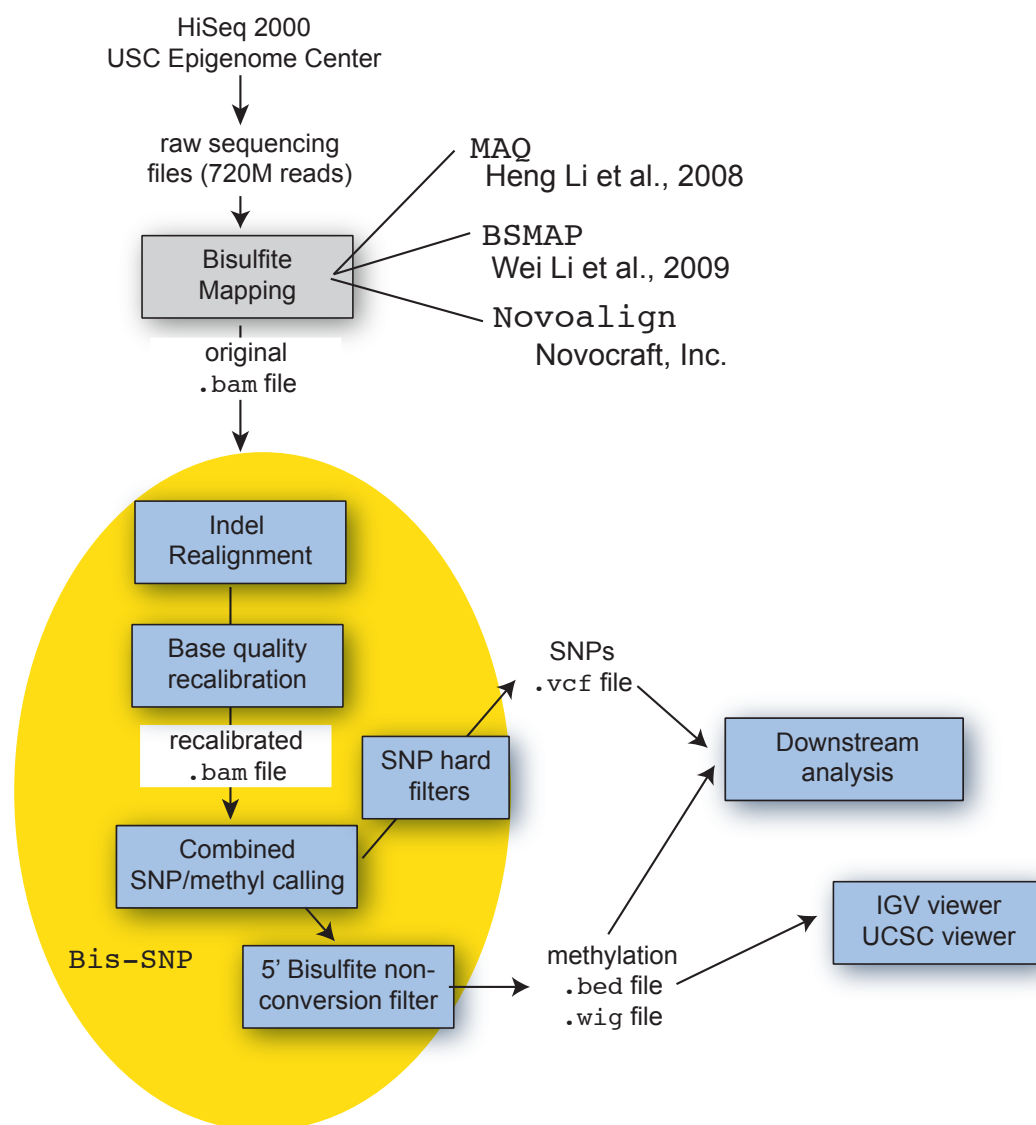 HiSeq 2000
USC Epigenome Center
raw sequencing
files (720M reads)
MAQ
Heng Li et al., 2008
BSMAP
Wei Li et al., 2009
Novoalign
Novocraft, Inc.
Bisulfite
Mapping
original
.bam file
Indel
Realignment
Base quality
recalibration
recalibrated
.bam file
SNP hard
filters
SNPs
.vcf file
Downstream
analysis
Combined
SNP/methyl calling
Bis-SNP
5’ Bisulfite non-
conversion filter
methylation
.bed file
.wig file
IGV viewer
UCSC viewer